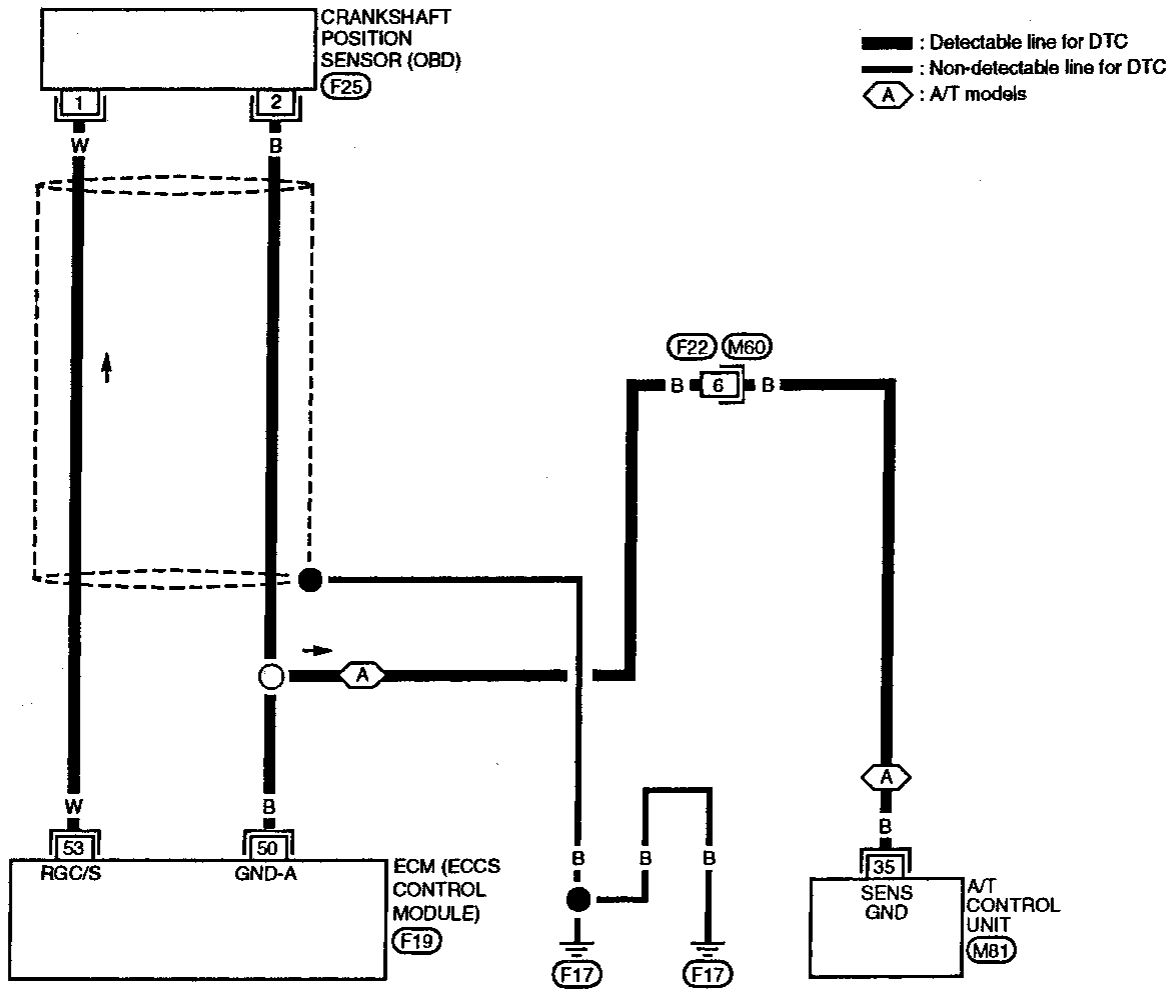 CRANKSHAFT
POSITION
SENSOR (OBD)
F25
: Detectable line for DTC
: Non-detectable line for DTC
A : A/T models
1 2
W B
F22 M60
B 6 B
A
A
W B
B
53 50
RGC/S GND-A
ECM (ECCS
CONTROL
MODULE)
F19
B B B
F17 F17
35
SENS
GND
A/T
CONTROL
UNIT
M81